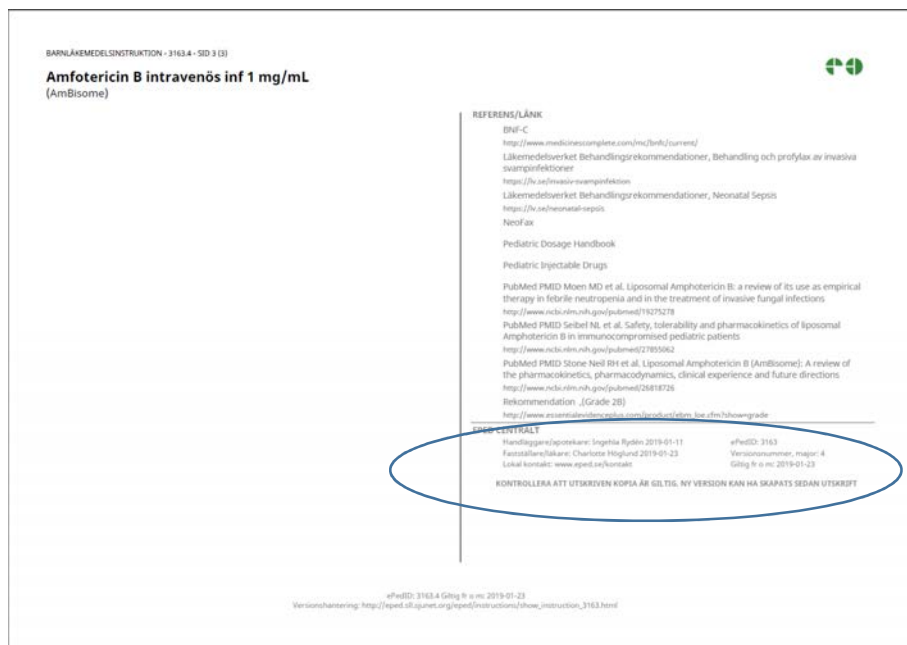 BARNLÄKEMEDELSINSTRUKTION - 3163.4 - SID 3 (3)
Amfotericin B intravenös inf 1 mg/mL
(AmBisome)
REFERENS/LÄNK
BNF-C
http://www.medicinescomplete.com/mc/bnfc/current/
Läkemedelsverket Behandlingsrekommendationer, Behandling och profylax av invasiva
svampinfektioner
https://lv.se/invasiv-svampinfektion
Läkemedelsverket Behandlingsrekommendationer, Neonatal Sepsis
https://lv.se/neonatal-sepsis
NeoFax
Pediatric Dosage Handbook
Pediatric Injectable Drugs
PubMed PMID Moen MD et al. Liposomal Amphotericin B: a review of its use as empirical
therapy in febrile neutropenia and in the treatment of invasive fungal infections
http://www.ncbi.nlm.nih.gov/pubmed/19275278
PubMed PMID Seibel NL et al. Safety, tolerability and pharmacokinetics of liposomal
Amphotericin B in immunocompromised pediatric patients
http://www.ncbi.nlm.nih.gov/pubmed/27855062
PubMed PMID Stone Neil RH et al. Liposomal Amphotericin B (AmBisome): A review of
the pharmacokinetics, pharmacodynamics, clinical experience and future directions
http://www.ncbi.nlm.nih.gov/pubmed/26818726
Rekommendation .,(Grade 2B)
http://www.essentialevidenceplus.com/product/ebm_loe.cfm?show=grade
EPED CENTRALT
Handläggare/apotekare: Ingehla Rydén 2019-01-11
Fastställare/läkare: Charlotte Höglund 2019-01-23
Lokal kontakt: www.eped.se/kontakt
ePedID: 3163
Versionsnummer, major: 4
Giltig fr o m: 2019-01-23
KONTROLLERA ATT UTSKRIVEN KOPIA ÄR GILTIG. NY VERSION KAN HA SKAPATS SEDAN UTSKRIFT
ePedID: 3163.4 Giltig fr o m: 2019-01-23
Versionshantering: http://eped.sll.sjunet.org/eped/instructions/show_instruction_3163.html